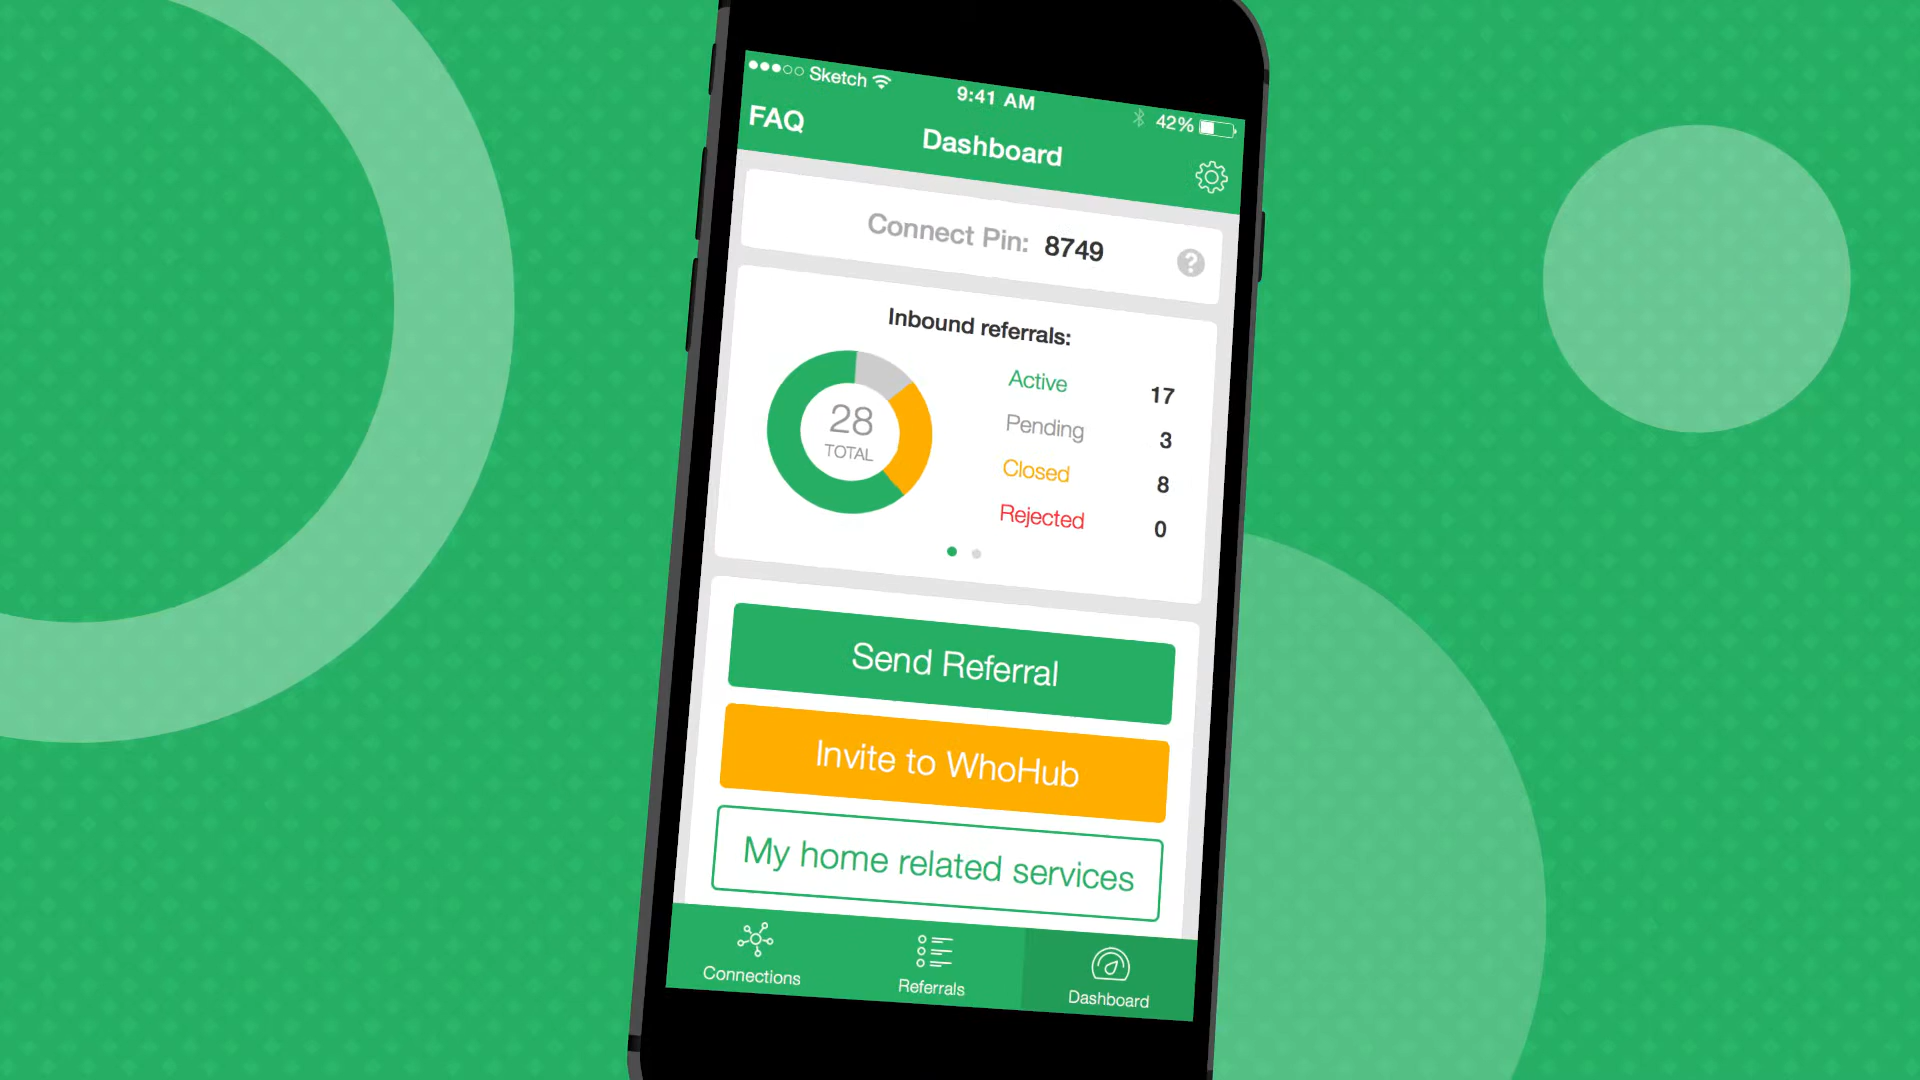 Sketch
9:41 AM
42%
FAQ
Dashboard
Connect Pin: 8749
?
Inbound referrals:
28
TOTAL
Active 17
Pending 3
Closed 8
Rejected 0
Send Referral
Invite to WhoHub
My home related services
Connections
Referrals
Dashboard